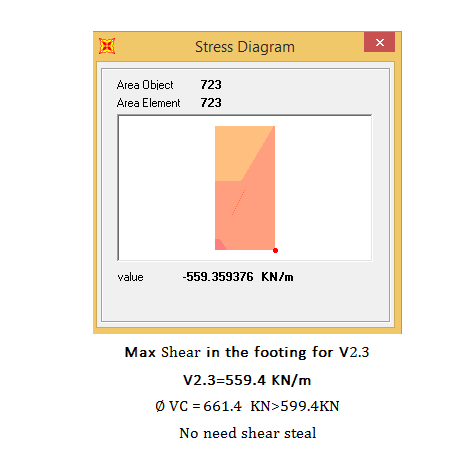 Stress Diagram
Area Object 723
Area Element 723
value -559.359376 KN/m
Max Shear in the footing for V2.3
V2.3=559.4 KN/m
Ø VC = 661.4 KN>599.4KN
No need shear steal